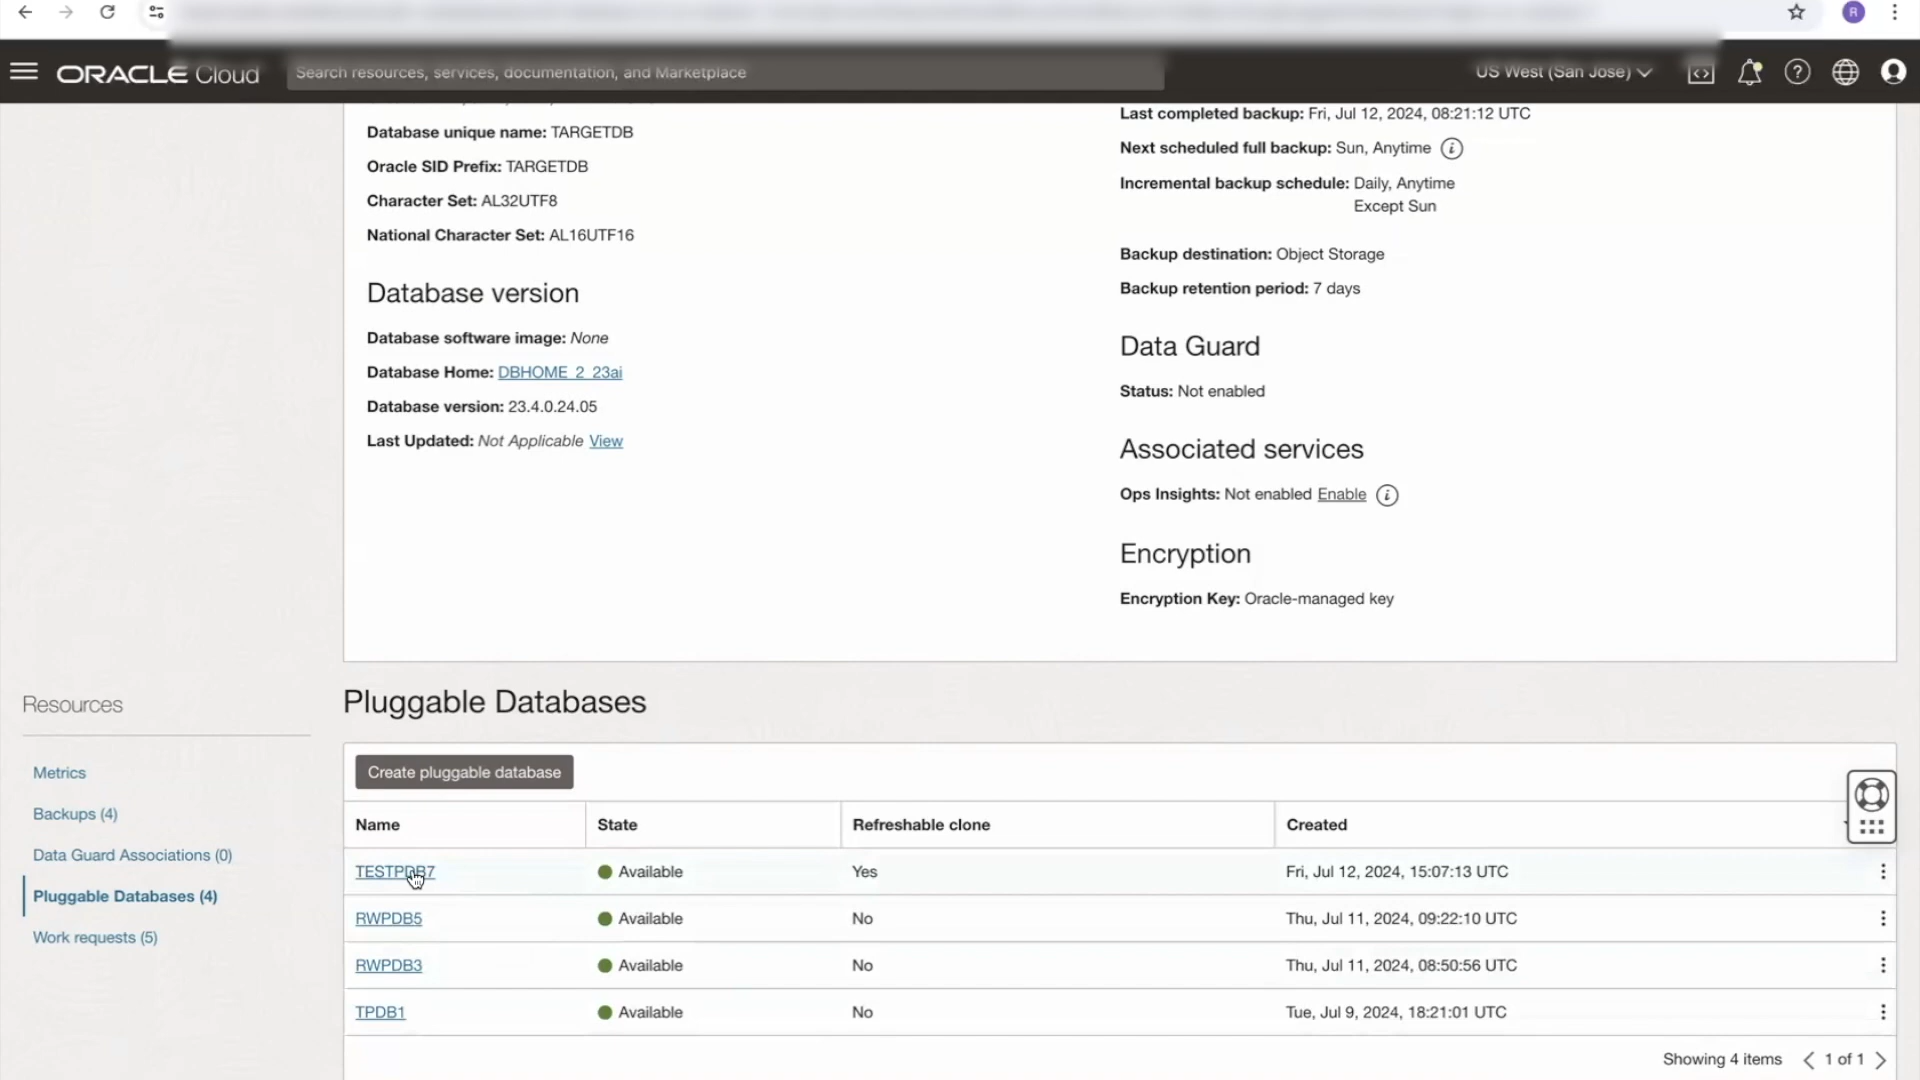 R
ORACLE Cloud
Search resources, services, documentation, and Marketplace
US West (San Jose)
Database unique name: TARGETDB
Oracle SID Prefix: TARGETDB
Character Set: AL32UTF8
National Character Set: AL16UTF16
Database version
Database software image: None
Database Home: DBHOME_2_23ai
Database version: 23.4.0.24.05
Last Updated: Not Applicable View
Last completed backup: Fri, Jul 12, 2024, 08:21:12 UTC
Next scheduled full backup: Sun, Anytime
Incremental backup schedule: Daily, Anytime
Except Sun
Backup destination: Object Storage
Backup retention period: 7 days
Data Guard
Status: Not enabled
Associated services
Ops Insights: Not enabled Enable
Encryption
Encryption Key: Oracle-managed key
Resources
Metrics
Backups (4)
Data Guard Associations (0)
Pluggable Databases (4)
Work requests (5)
Pluggable Databases
Create pluggable database
Name State Refreshable clone Created
TESTPDB7 Available Yes Fri, Jul 12, 2024, 15:07:13 UTC
RWPDB5 Available No Thu, Jul 11, 2024, 09:22:10 UTC
RWPDB3 Available No Thu, Jul 11, 2024, 08:50:56 UTC
TPDB1 Available No Tue, Jul 9, 2024, 18:21:01 UTC
Showing 4 items 1 of 1